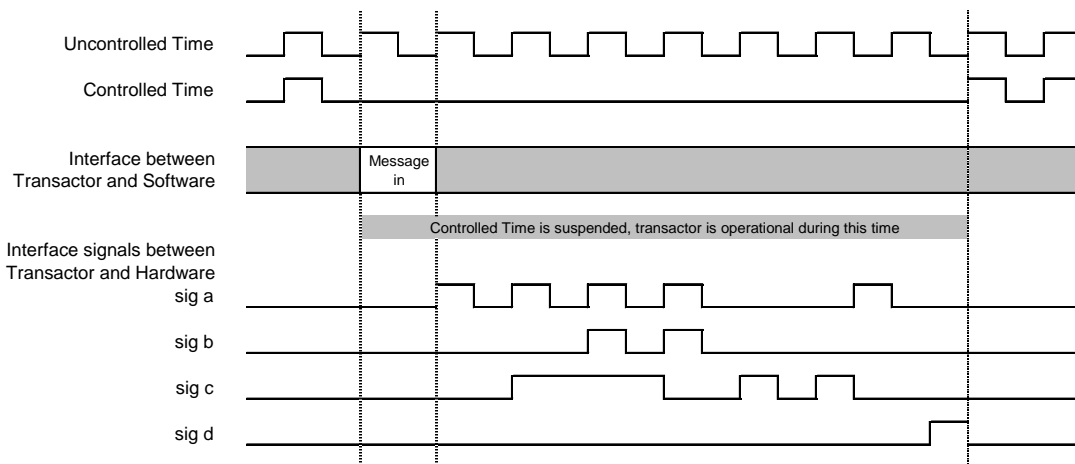 Uncontrolled Time
Controlled Time
Interface between
Transactor and Software
Message
in
Controlled Time is suspended, transactor is operational during this time
Interface signals between
Transactor and Hardware
sig a
sig b
sig c
sig d